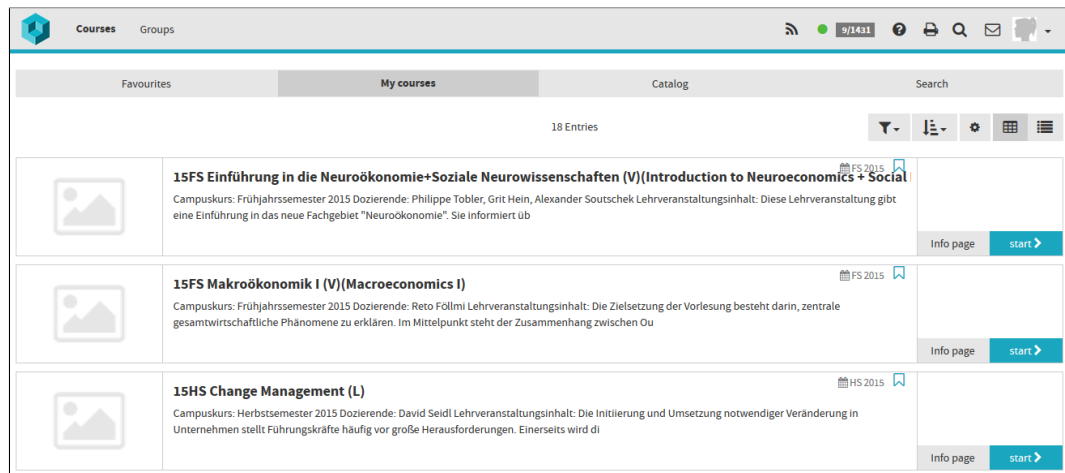 Courses Groups 9/1431
Favourites My courses Catalog Search
18 Entries
FS 2015
15FS Einführung in die Neuroökonomie+Soziale Neurowissenschaften (V)(Introduction to Neuroeconomics + Social
Campuskurs: Frühjahrssemester 2015 Dozierende: Philippe Tobler, Grit Hein, Alexander Soutschek Lehrveranstaltungsinhalt: Diese Lehrveranstaltung gibt
eine Einführung in das neue Fachgebiet "Neuroökonomie". Sie informiert üb
Info page start
FS 2015
15FS Makroökonomik I (V)(Macroeconomics I)
Campuskurs: Frühjahrssemester 2015 Dozierende: Reto Föllmi Lehrveranstaltungsinhalt: Die Zielsetzung der Vorlesung besteht darin, zentrale
gesamtwirtschaftliche Phänomene zu erklären. Im Mittelpunkt steht der Zusammenhang zwischen Ou
Info page start
HS 2015
15HS Change Management (L)
Campuskurs: Herbstsemester 2015 Dozierende: David Seidl Lehrveranstaltungsinhalt: Die Initiierung und Umsetzung notwendiger Veränderung in
Unternehmen stellt Führungskräfte häufig vor große Herausforderungen. Einerseits wird di
Info page start